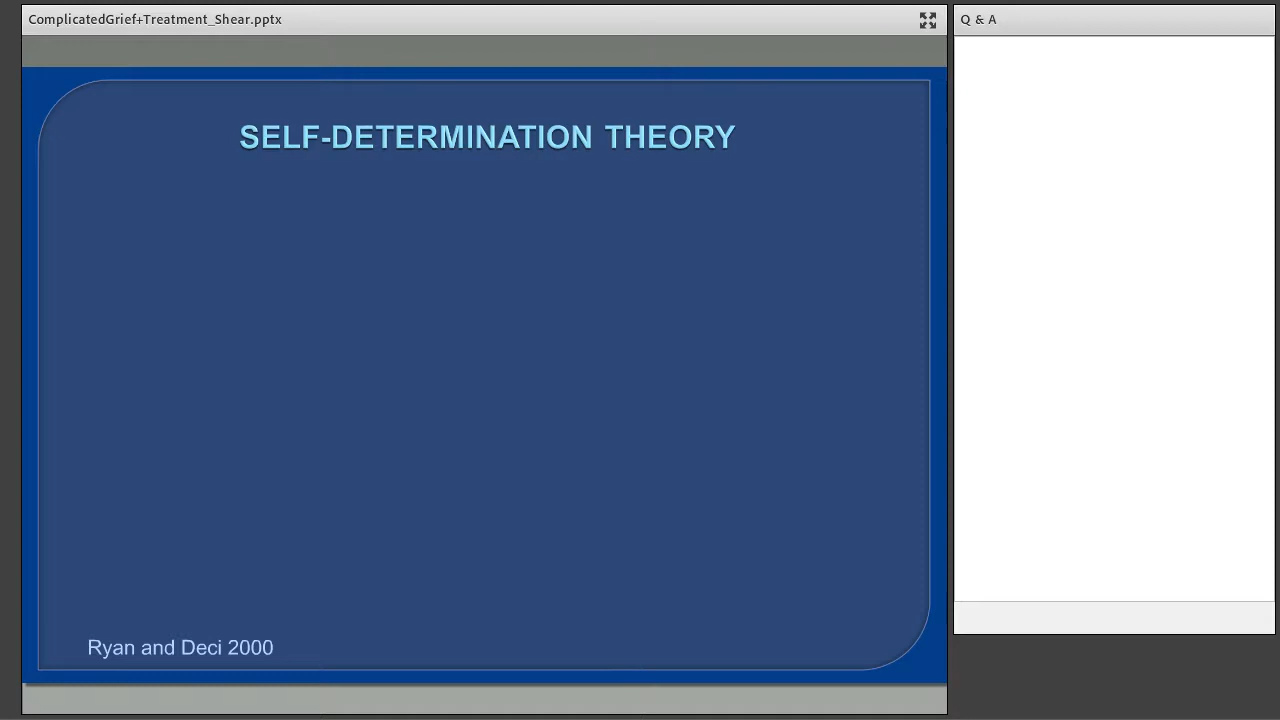 ComplicatedGrief+Treatment_Shear.pptx
Q & A
SELF-DETERMINATION THEORY
Ryan and Deci 2000